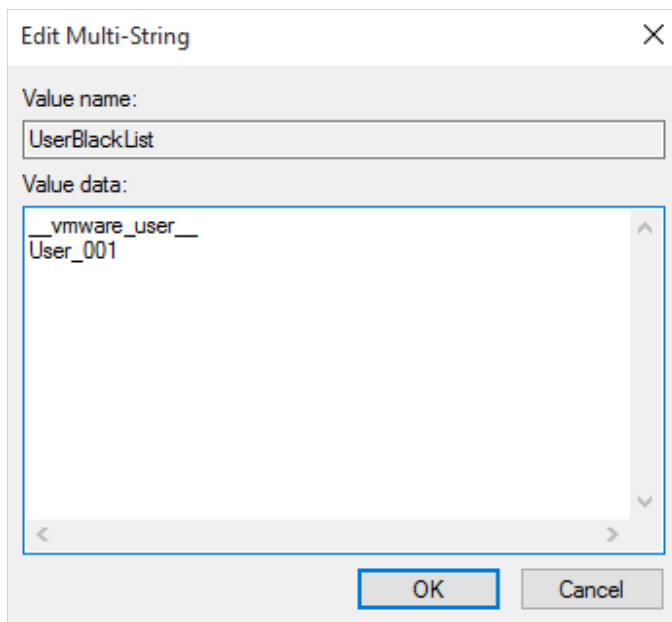 Edit Multi-String
Value name:
UserBlackList
Value data:
__vmware_user__
User_001
OK
Cancel